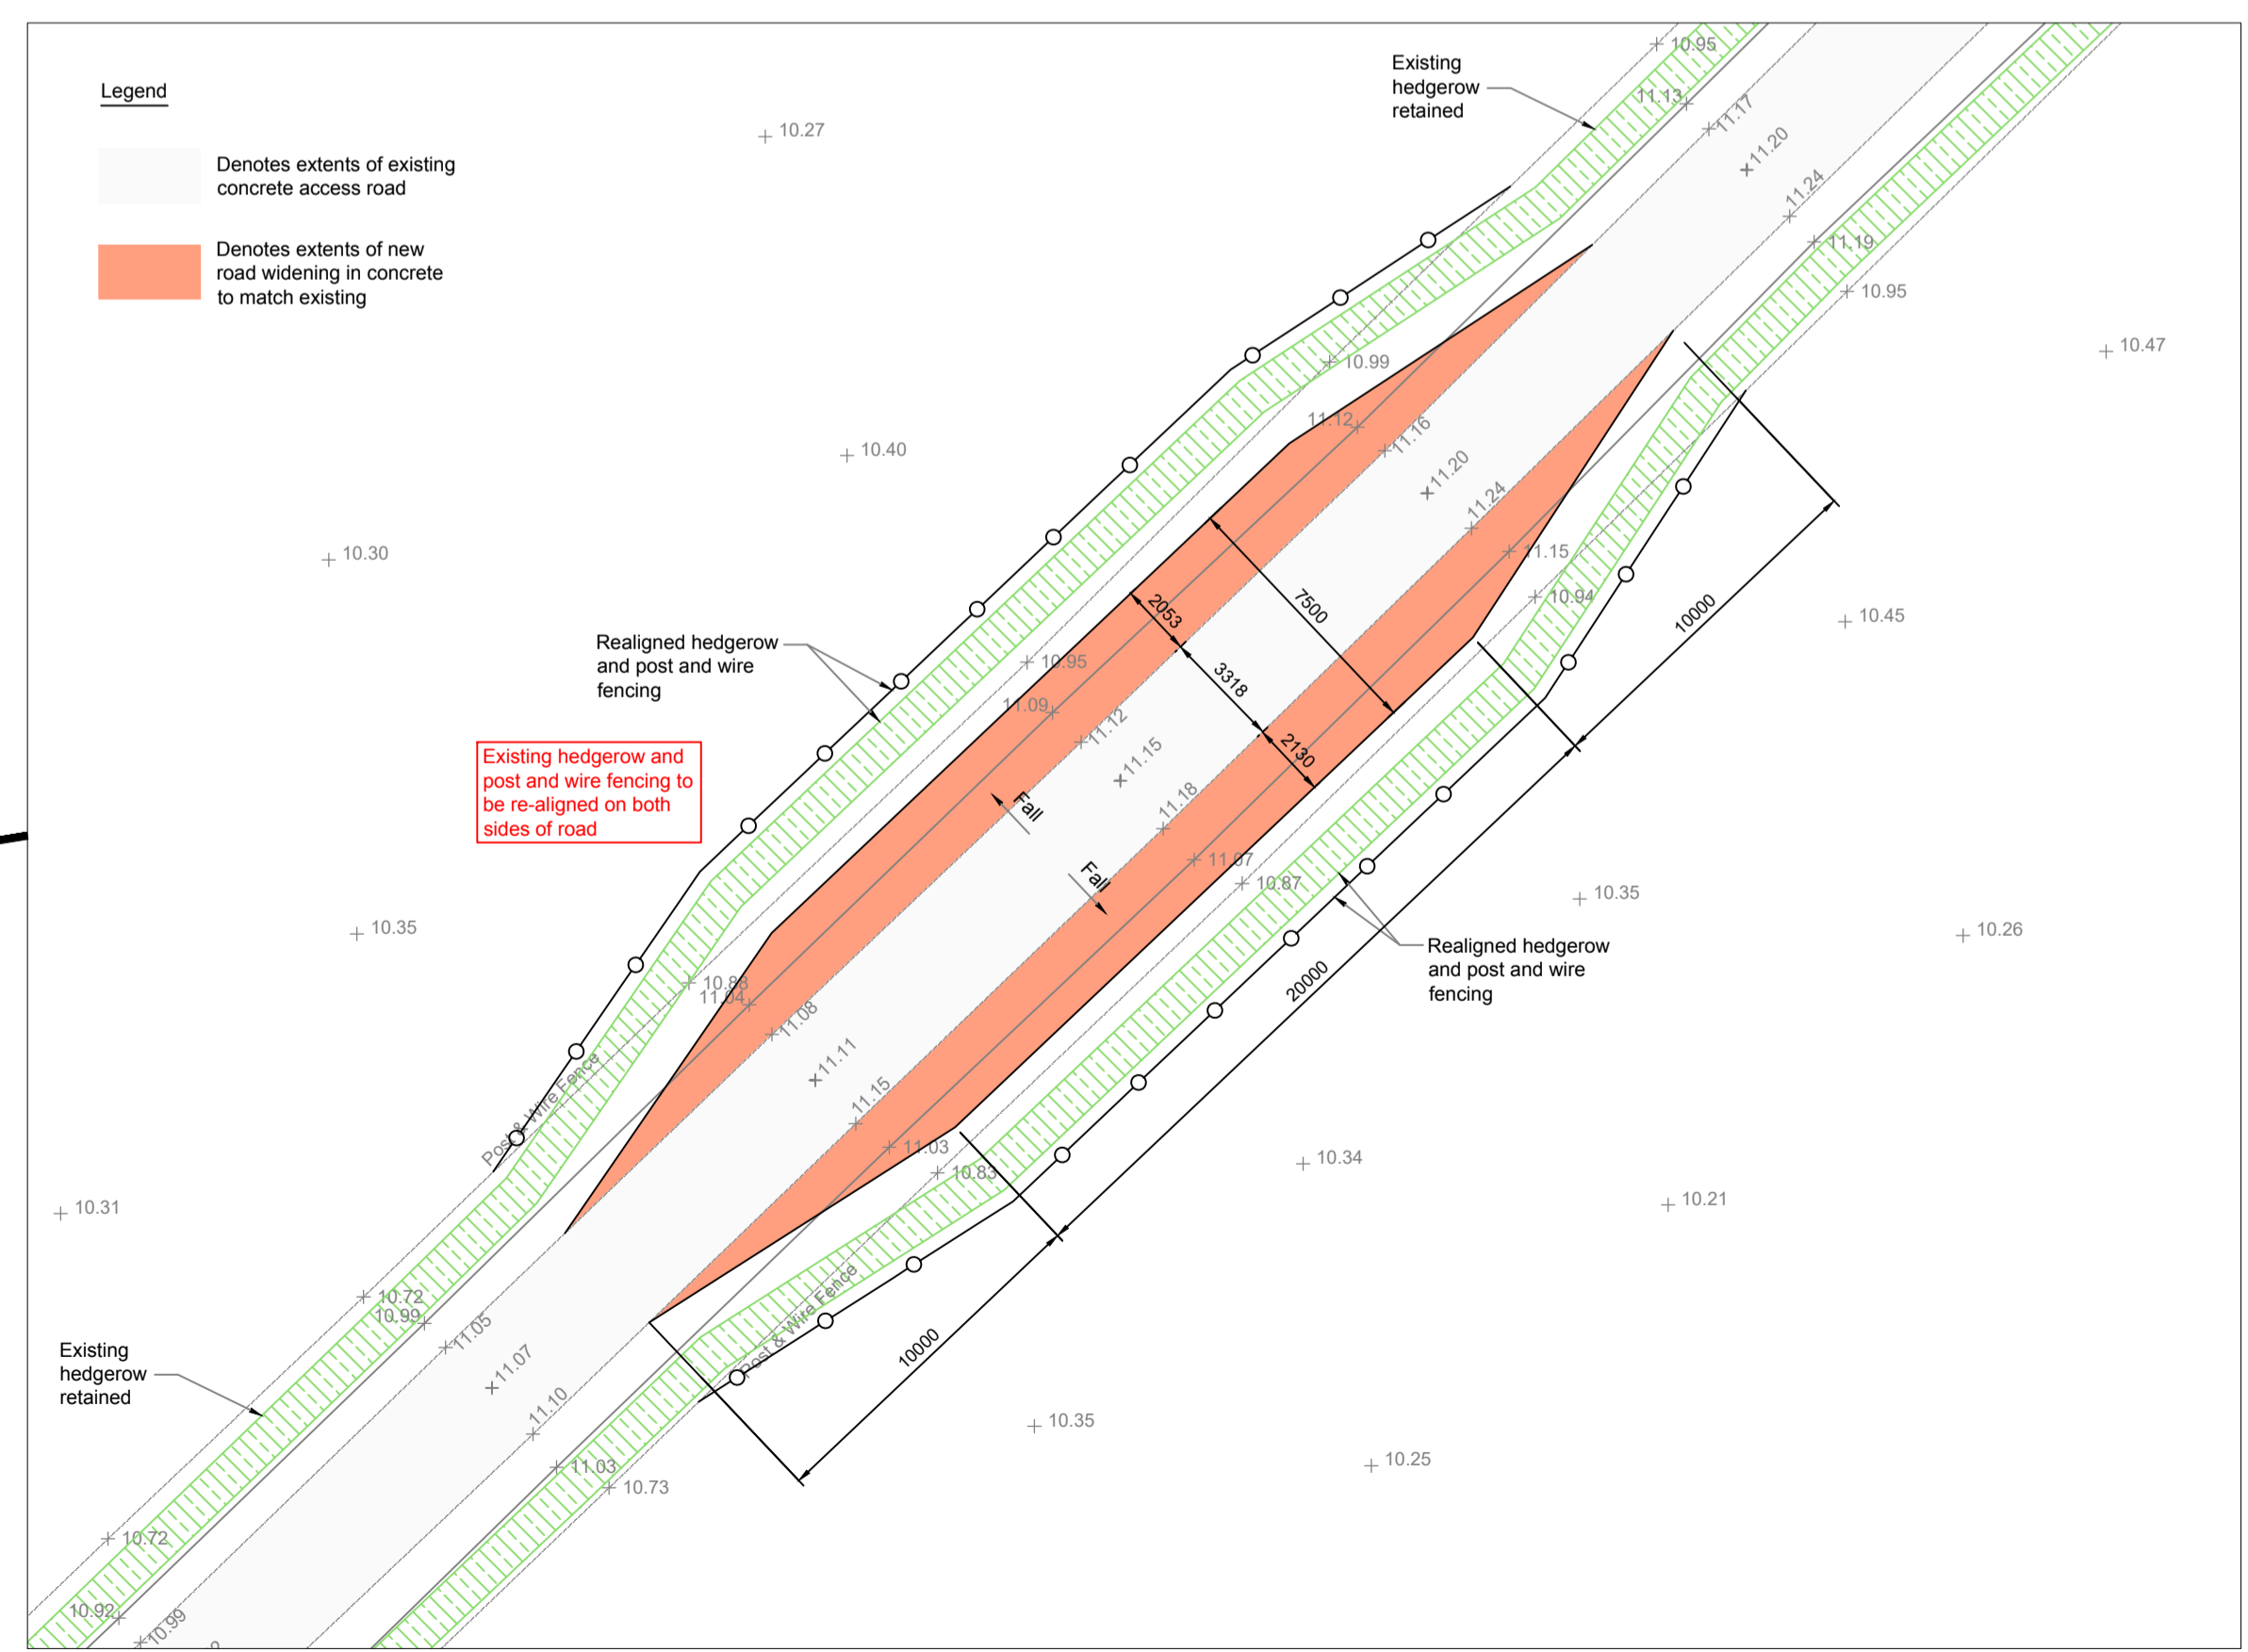 Legend
Denotes extents of existing
concrete access road
Denotes extents of new
road widening in concrete
to match existing
Existing
hedgerow
retained
10.95
11.13
11.17
11.20
11.24
11.19
10.95
10.47
10.27
10.40
10.30
10.99
11.12
11.16
11.20
11.24
11.15
10.94
10.45
10000
7500
2053
3318
2130
Realigned hedgerow
and post and wire
fencing
10.95
11.09
11.12
11.15
11.18
11.07
10.87
Existing hedgerow and
post and wire fencing to
be re-aligned on both
sides of road
Fall
Fall
10.35
10.35
10.26
Realigned hedgerow
and post and wire
fencing
20000
10.88
11.04
11.08
11.11
11.15
11.03
10.83
Post & Wire Fence
10.34
10.21
10.31
Post & Wire Fence
10000
10.72
10.99
11.05
11.07
11.10
11.03
10.73
Existing
hedgerow
retained
10.35
10.25
10.72
10.92
10.99